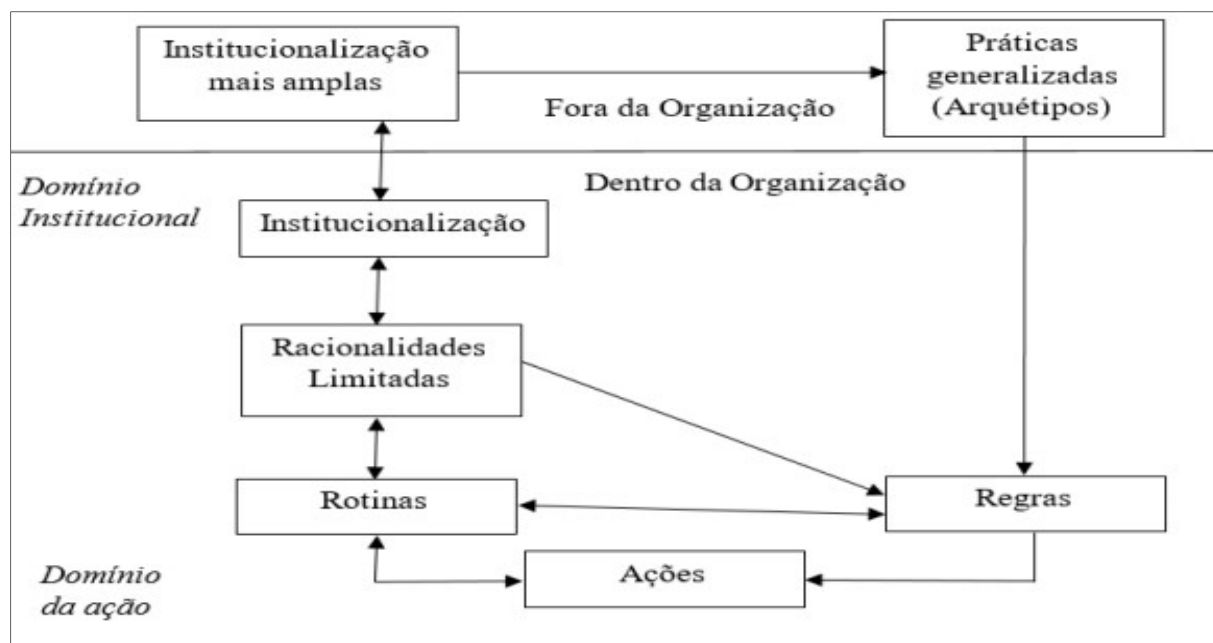 Institucionalização
mais amplas
Práticas
generalizadas
(Arquétipos)
Fora da Organização
Domínio
Institucional
Dentro da Organização
Institucionalização
Racionalidades
Limitadas
Rotinas
Regras
Ações
Domínio
da ação